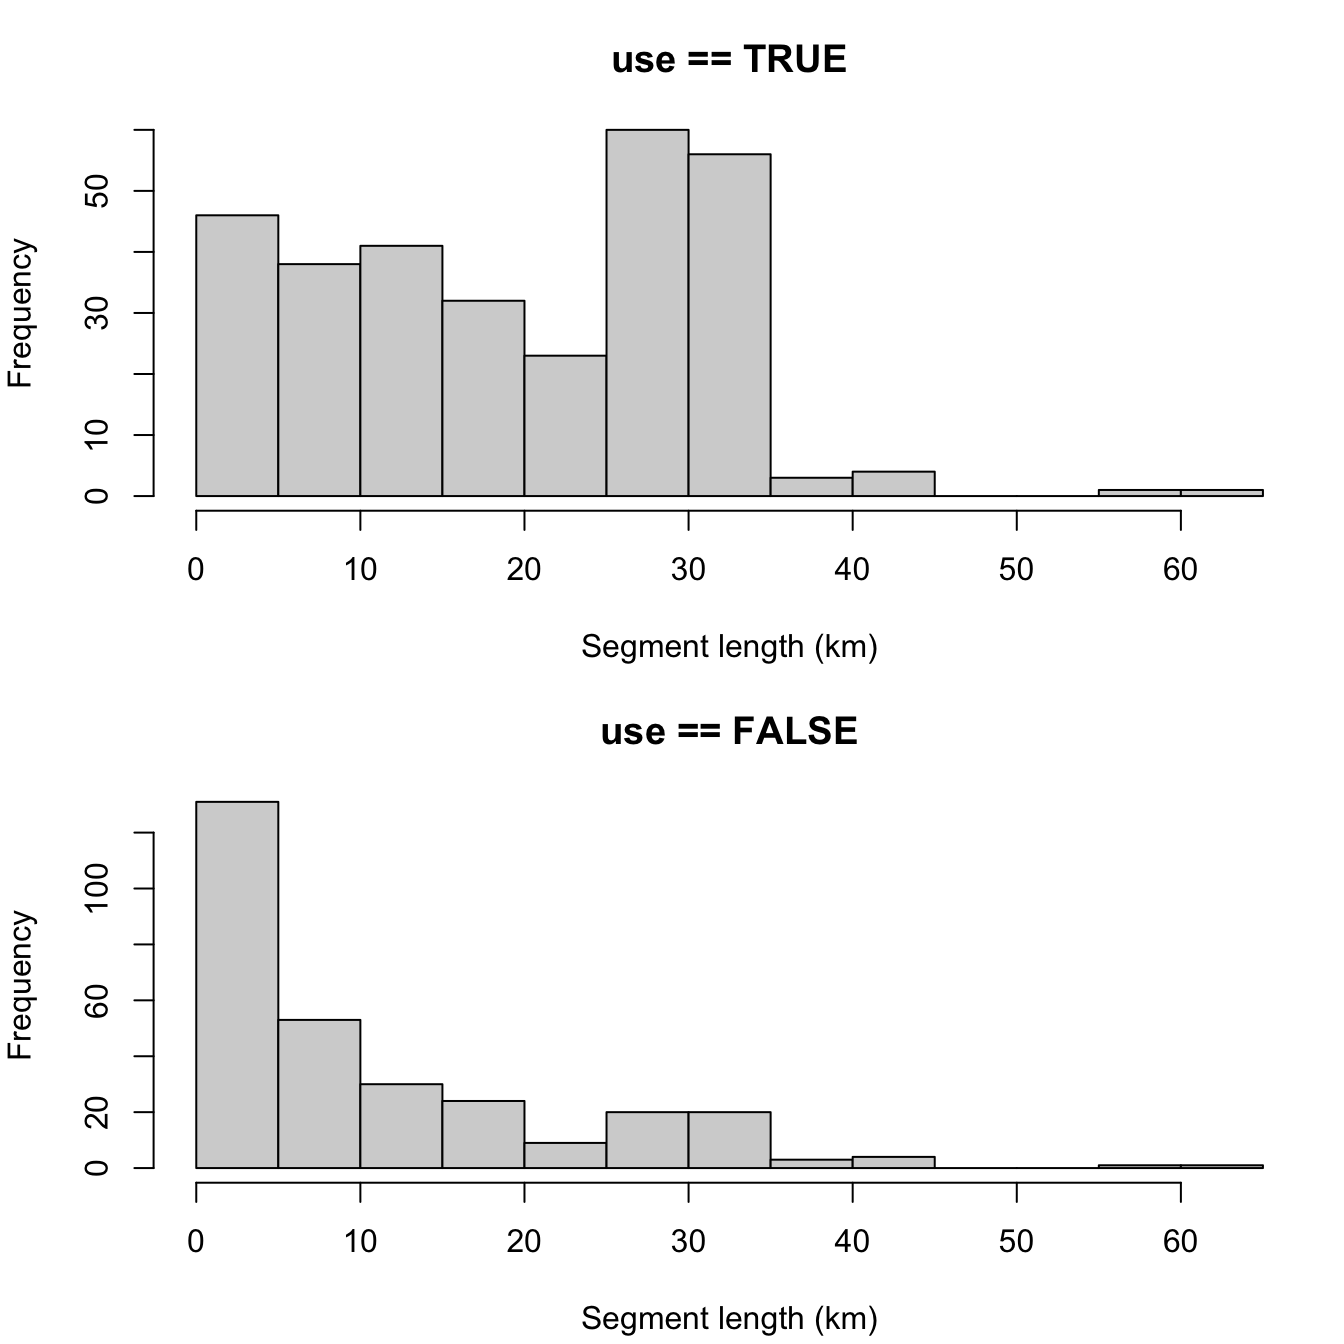 use == TRUE
Frequency
50
30
10
0
0 10 20 30 40 50 60
Segment length (km)
use == FALSE
Frequency
100
60
20
0
0 10 20 30 40 50 60
Segment length (km)